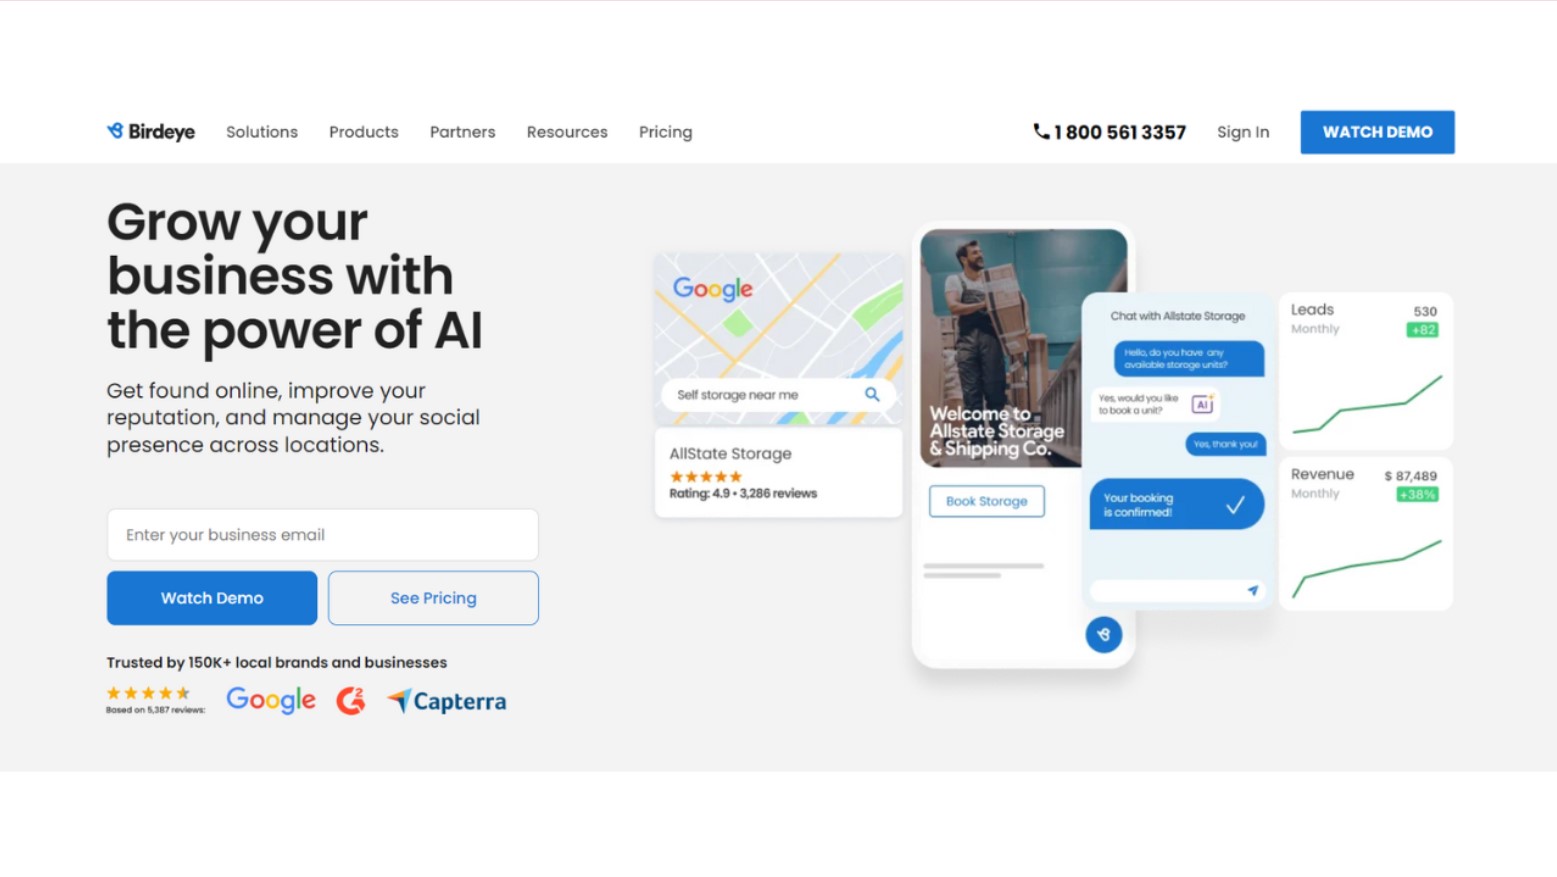 Birdeye
Solutions
Products
Partners
Resources
Pricing
1 800 561 3357
Sign In
WATCH DEMO
Grow your
business with
the power of AI
Get found online, improve your
reputation, and manage your social
presence across locations.
Enter your business email
Watch Demo
See Pricing
Trusted by 150K+ local brands and businesses
Based on 5,387 reviews:
Google
G2
Capterra
Google
Self storage near me
AllState Storage
Rating: 4.9 • 3,286 reviews
Welcome to
Allstate Storage
& Shipping Co.
Book Storage
Chat with Allstate Storage
Hello, do you have any
available storage units?
Yes, would you like
to book a unit?
AI
Yes, thank you!
Your booking
is confirmed!
Leads
530
Monthly
+82
Revenue
$ 87,489
Monthly
+38%